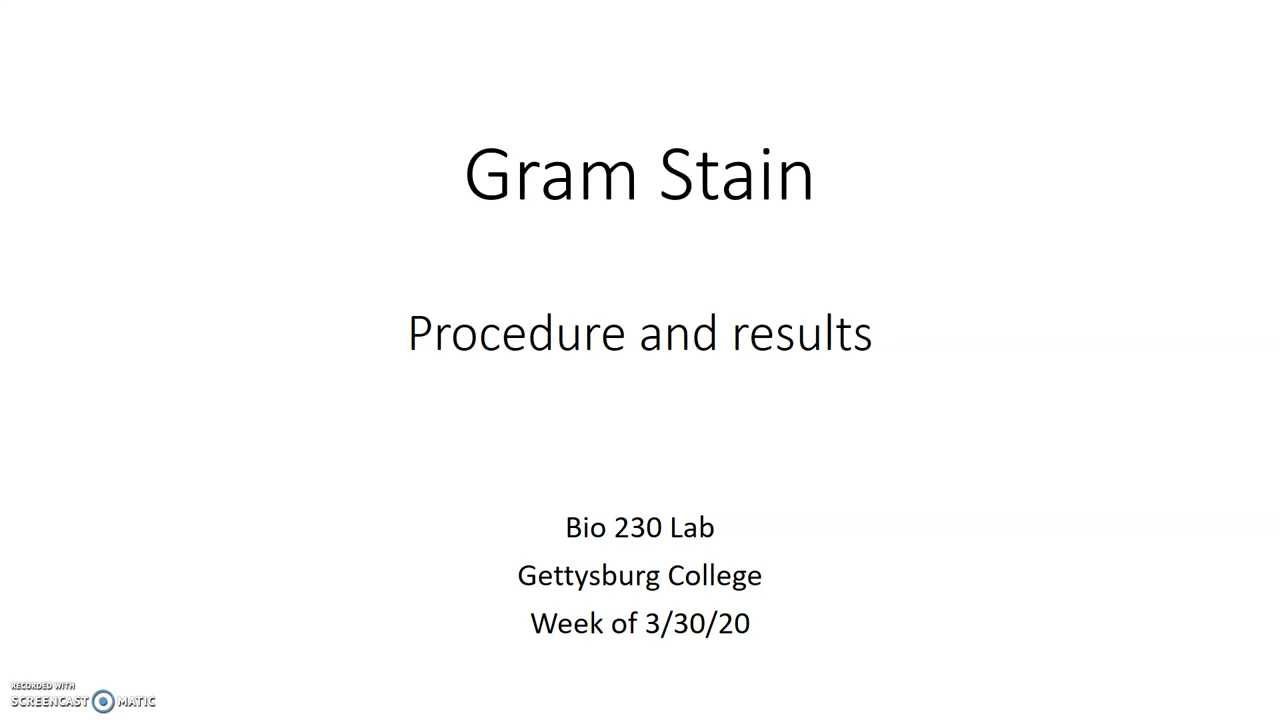 Gram Stain
Procedure and results
Bio 230 Lab
Gettysburg College
Week of 3/30/20
RECORDED WITH
SCREENCAST MATIC